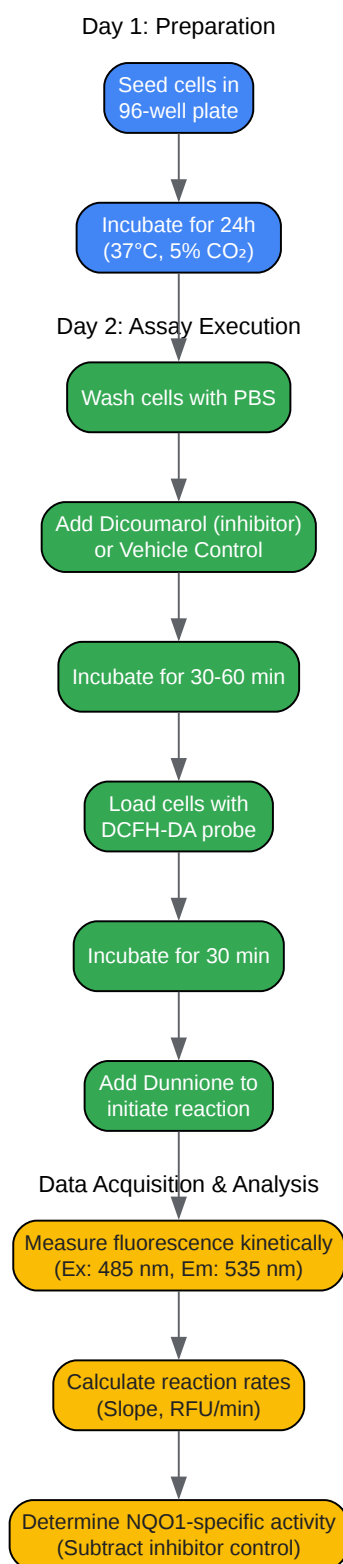 Day 1: Preparation
Seed cells in
96-well plate
Incubate for 24h
(37°C, 5% CO₂)
Day 2: Assay Execution
Wash cells with PBS
Add Dicoumarol (inhibitor)
or Vehicle Control
Incubate for 30-60 min
Load cells with
DCFH-DA probe
Incubate for 30 min
Add Dunnione to
initiate reaction
Data Acquisition & Analysis
Measure fluorescence kinetically
(Ex: 485 nm, Em: 535 nm)
Calculate reaction rates
(Slope, RFU/min)
Determine NQO1-specific activity
(Subtract inhibitor control)